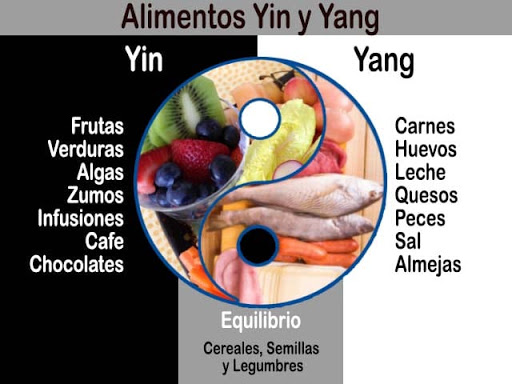 Alimentos Yin y Yang
Yin
Frutas
Verduras
Algas
Zumos
Infusiones
Cafe
Chocolates
Yang
Carnes
Huevos
Leche
Quesos
Peces
Sal
Almejas
Equilibrio
Cereales, Semillas
y Legumbres